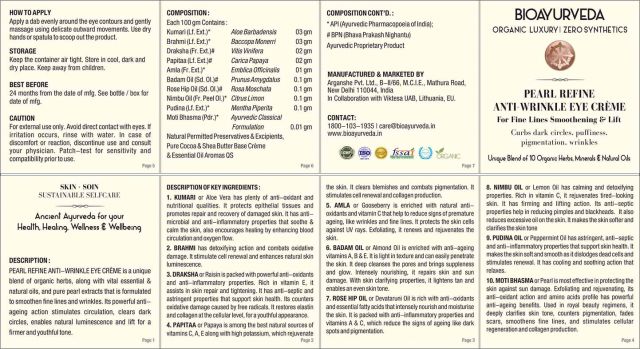 HOW TO APPLY
Apply a dab evenly around the eye contours and gently
massage using delicate outward movements. Use dry
hands or spatula to scoop out the product.
STORAGE
Keep the container air tight. Store in cool, dark and
dry place. Keep away from children.
BEST BEFORE
24 months from the date of mfg. See bottle / box for
date of mfg.
CAUTION
For external use only. Avoid direct contact with eyes. If
irritation occurs, rinse with water. In case of
discomfort or reaction, discontinue use and consult
your physician. Patch-test for sensitivity and
compatibility prior to use.
Page 5
COMPOSITION :
Each 100 gm Contains :
Kumari (Lf. Ext.)* Aloe Barbadensis 03 gm
Brahmi (Lf. Ext.)* Baccopa Monerri 03 gm
Draksha (Fr. Ext.)# Vitis Vinifera 02 gm
Papitaa (Lf. Ext.)# Carica Papaya 02 gm
Amla (Fr. Ext.)* Emblica Officinalis 01 gm
Badam Oil (Sd. Ol.)# Prunus Amygdalus 0.1 gm
Rose Hip Oil (Sd. Ol.)# Rosa Moschata 0.1 gm
Nimbu Oil (Fr. Peel Ol.)* Citrus Limon 0.1 gm
Pudina (Lf. Ext.)* Mentha Piperita 0.1 gm
Moti Bhasma (Pdr.)* Ayurvedic Classical
Formulation 0.01 gm
Natural Permitted Preservatives & Excipients,
Pure Cocoa & Shea Butter Base Crème
& Essential Oil Aromas QS
Page 6
COMPOSITION CONT'D. :
* API (Ayurvedic Pharmacopoeia of India);
# BPN (Bhava Prakash Nighantu)
Ayurvedic Proprietary Product
MANUFACTURED & MARKETED BY
Arganshe Pvt. Ltd., B-II/66, M.C.I.E., Mathura Road,
New Delhi 110044, India
In Collaboration with Viktesa UAB, Lithuania, EU.
CONTACT:
1800-103-1935 | care@bioayurveda.in
www.bioayurveda.in
fssai
ORGANIC
Page 7
BIOAYURVEDA
ORGANIC LUXURY | ZERO SYNTHETICS
PEARL REFINE
ANTI-WRINKLE EYE CRÈME
For Fine Lines Smoothening & Lift
Curbs dark circles, puffiness,
pigmentation, wrinkles
Unique Blend of 10 Organic Herbs, Minerals & Natural Oils
SKIN + SOIN
SUSTAINABLE SELFCARE
Ancient Ayurveda for your
Health, Healing, Wellness & Wellbeing
DESCRIPTION :
PEARL REFINE ANTI-WRINKLE EYE CRÈME is a unique
blend of organic herbs, along with vital essential &
natural oils, and pure pearl extracts that is formulated
to smoothen fine lines and wrinkles. Its powerful anti-
ageing action stimulates circulation, clears dark
circles, enables natural luminescence and lift for a
firmer and youthful tone.
Page 1
DESCRIPTION OF KEY INGREDIENTS :
1. KUMARI or Aloe Vera has plenty of anti-oxidant and
nutritional qualities. It protects epithelial tissues and
promotes repair and recovery of damaged skin. It has anti-
microbial and anti-inflammatory properties that soothe &
calm the skin, also encourages healing by enhancing blood
circulation and oxygen flow.
2. BRAHMI has detoxifying action and combats oxidative
damage. It stimulate cell renewal and enhances natural skin
luminescence.
3. DRAKSHA or Raisin is packed with powerful anti-oxidants
and anti-inflammatory properties. Rich in vitamin E, it
assists in skin repair and tightening. It has anti-septic and
astringent properties that support skin health. Its counters
oxidative damage caused by free radicals. It restores elastin
and collagen at the cellular level, for a youthful appearance.
4. PAPITAA or Papaya is among the best natural sources of
vitamins C, A, E along with high potassium, which rejuvenate
Page 2
the skin. It clears blemishes and combats pigmentation. It
stimulates cell renewal and collagen production.
5. AMLA or Gooseberry is enriched with natural anti-
oxidants and vitamin C that help to reduce signs of premature
ageing, like wrinkles and fine lines. It protects the skin cells
against UV rays. Exfoliating, it renews and rejuvenates the
skin.
6. BADAM OIL or Almond Oil is enriched with anti-ageing
vitamins A, B & E. It is light in texture and can easily penetrate
the skin. It deep cleanses the pores and brings suppleness
and glow. Intensely nourishing, it repairs skin and sun
damage. With skin clarifying properties, it lightens tan and
enables an even skin tone.
7. ROSE HIP OIL or Devatarun Oil is rich with anti-oxidants
and essential fatty acids that intensely nourish and moisturize
the skin. It is packed with anti-inflammatory properties and
vitamins A & C, which reduce the signs of ageing like dark
spots and pigmentation.
Page 3
8. NIMBU OIL or Lemon Oil has calming and detoxifying
properties. Rich in vitamin C, it rejuvenates tired-looking
skin. It has firming and lifting action. Its anti-septic
properties help in reducing pimples and blackheads. It also
reduces excessive oil on the skin. It makes the skin softer and
clarifies the skin tone
9. PUDINA OIL or Peppermint Oil has astringent, anti-septic
and anti-inflammatory properties that support skin health. It
makes the skin soft and smooth as it dislodges dead cells and
stimulates renewal. It has cooling and soothing action that
relaxes.
10. MOTI BHASMA or Pearl is most effective in protecting the
skin against sun damage. Exfoliating and rejuvenating, its
anti-oxidant action and amino acids profile has powerful
anti-ageing benefits. Used in royal beauty regimens, it
deeply clarifies skin tone, counters pigmentation, fades
scars, smoothens fine lines, and stimulates cellular
regeneration and collagen production.
Page 4